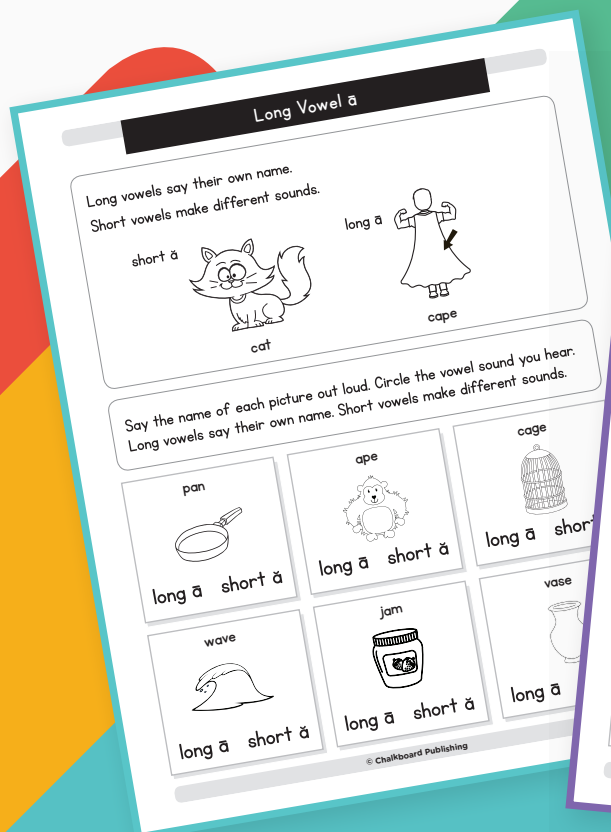 Long Vowel ā
Long vowels say their own name.
Short vowels make different sounds.
short ă
long ā
cat
cape
Say the name of each picture out loud. Circle the vowel sound you hear.
Long vowels say their own name. Short vowels make different sounds.
pan
ape
cage
long ā short ă
long ā short ă
long ā short
wave
jam
vase
long ā short ă
long ā short ă
long ā
© Chalkboard Publishing